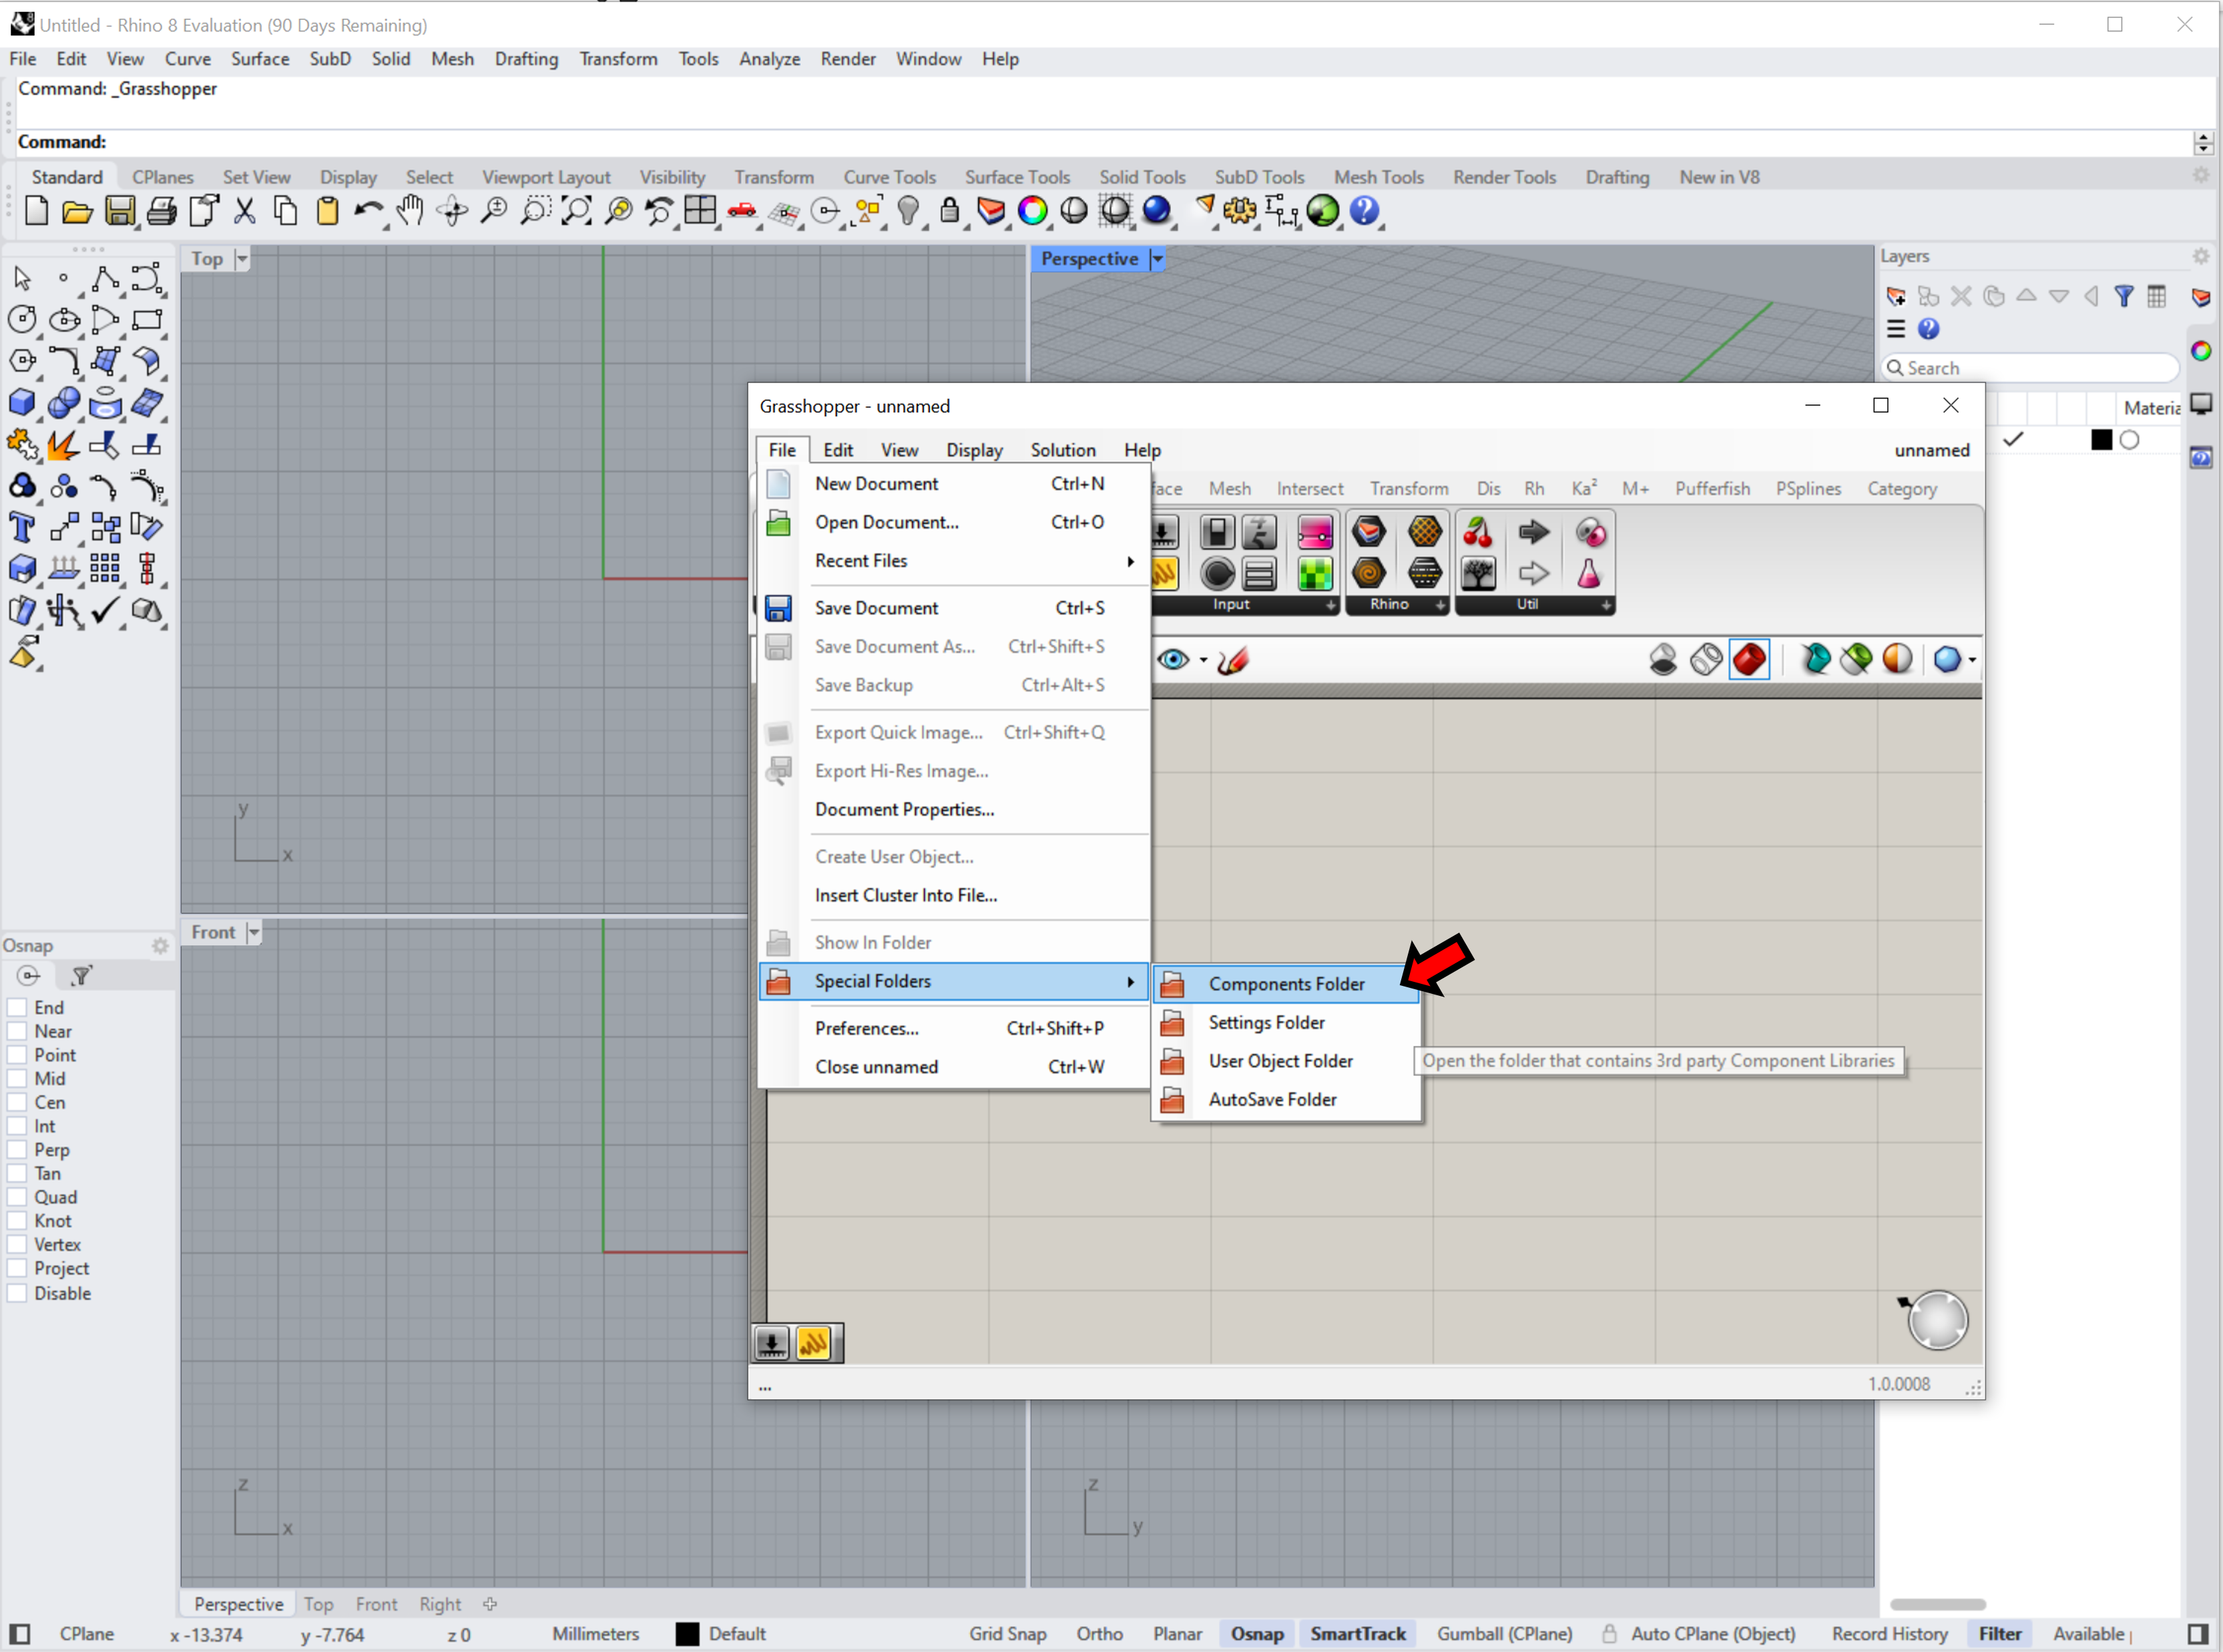 Untitled - Rhino 8 Evaluation (90 Days Remaining)
File Edit View Curve Surface SubD Solid Mesh Drafting Transform Tools Analyze Render Window Help
Command: _Grasshopper
Command:
Standard CPlanes Set View Display Select Viewport Layout Visibility Transform Curve Tools Surface Tools Solid Tools SubD Tools Mesh Tools Render Tools Drafting New in V8
Top
Perspective
Layers
Search
Materia
Grasshopper - unnamed
File Edit View Display Solution Help
unnamed
face Mesh Intersect Transform Dis Rh Ka² M+ Pufferfish PSplines Category
Input
Rhino
Util
New Document Ctrl+N
Open Document... Ctrl+O
Recent Files
Save Document Ctrl+S
Save Document As... Ctrl+Shift+S
Save Backup Ctrl+Alt+S
Export Quick Image... Ctrl+Shift+Q
Export Hi-Res Image...
Document Properties...
Create User Object...
Insert Cluster Into File...
Show In Folder
Special Folders
Preferences... Ctrl+Shift+P
Close unnamed Ctrl+W
Components Folder
Settings Folder
User Object Folder
AutoSave Folder
Open the folder that contains 3rd party Component Libraries
...
1.0.0008
y
x
Front
z
x
z
y
Osnap
End
Near
Point
Mid
Cen
Int
Perp
Tan
Quad
Knot
Vertex
Project
Disable
Perspective Top Front Right
CPlane x -13.374 y -7.764 z 0 Millimeters Default Grid Snap Ortho Planar Osnap SmartTrack Gumball (CPlane) Auto CPlane (Object) Record History Filter Available